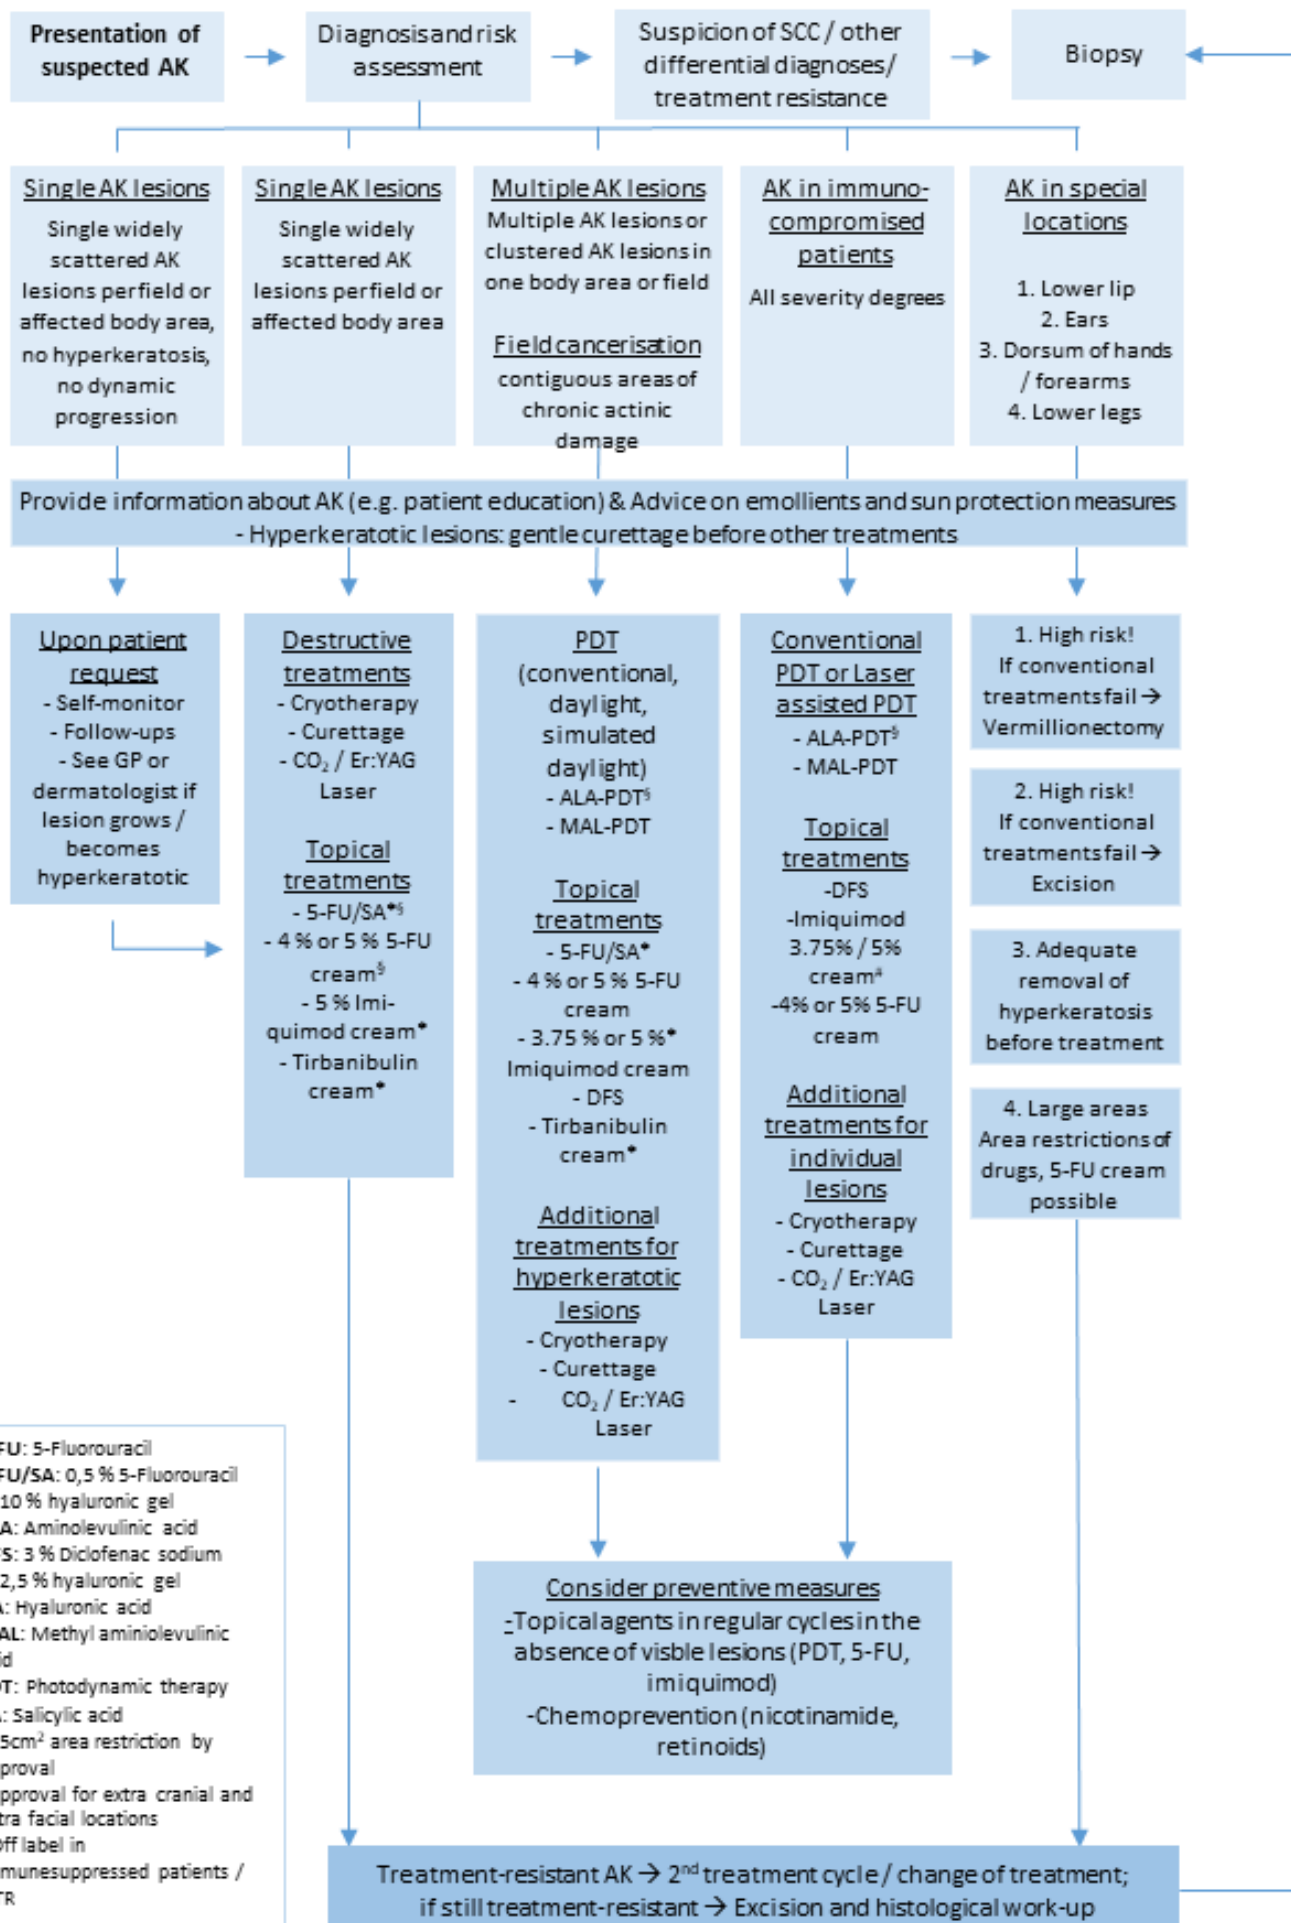 Presentation of
suspected AK
Diagnosis and risk
assessment
Suspicion of SCC / other
differential diagnoses/
treatment resistance
Biopsy
Single AK lesions
Single widely
scattered AK
lesions perfield or
affected body area,
no hyperkeratosis,
no dynamic
progression
Single AK lesions
Single widely
scattered AK
lesions perfield or
affected body area
Multiple AK lesions
Multiple AK lesions or
clustered AK lesions in
one body area or field
Field cancerisation
contiguous areas of
chronic actinic
damage
AK in immuno-
compromised
patients
All severity degrees
AK in special
locations
1. Lower lip
2. Ears
3. Dorsum of hands
/ forearms
4. Lower legs
Provide information about AK (e.g. patient education) & Advice on emollients and sun protection measures
- Hyperkeratotic lesions: gentle curettage before other treatments
Upon patient
request
- Self-monitor
- Follow-ups
- See GP or
dermatologist if
lesion grows /
becomes
hyperkeratotic
Destructive
treatments
- Cryotherapy
- Curettage
- CO₂ / Er:YAG
Laser
Topical
treatments
- 5-FU/SA*§
- 4 % or 5 % 5-FU
cream§
- 5 % Imi-
quimod cream*
- Tirbanibulin
cream*
PDT
(conventional,
daylight,
simulated
daylight)
- ALA-PDT§
- MAL-PDT
Topical
treatments
- 5-FU/SA*
- 4 % or 5 % 5-FU
cream
- 3.75 % or 5 %*
Imiquimod cream
- DFS
- Tirbanibulin
cream*
Additional
treatments for
hyperkeratotic
lesions
- Cryotherapy
- Curettage
- CO₂ / Er:YAG
Laser
Conventional
PDT or Laser
assisted PDT
- ALA-PDT§
- MAL-PDT
Topical
treatments
-DFS
-Imiquimod
3.75% / 5%
cream#
-4% or 5% 5-FU
cream
Additional
treatments for
individual
lesions
- Cryotherapy
- Curettage
- CO₂ / Er:YAG
Laser
1. High risk!
If conventional
treatments fail →
Vermillionectomy
2. High risk!
If conventional
treatments fail →
Excision
3. Adequate
removal of
hyperkeratosis
before treatment
4. Large areas
Area restrictions of
drugs, 5-FU cream
possible
Consider preventive measures
-Topical agents in regular cycles in the
absence of visble lesions (PDT, 5-FU,
imiquimod)
-Chemoprevention (nicotinamide,
retinoids)
Treatment-resistant AK → 2nd treatment cycle / change of treatment;
if still treatment-resistant → Excision and histological work-up
FU: 5-Fluorouracil
FU/SA: 0,5 % 5-Fluorouracil
10 % hyaluronic gel
A: Aminolevulinic acid
S: 3 % Diclofenac sodium
2,5 % hyaluronic gel
A: Hyaluronic acid
AL: Methyl aminiolevulinic
id
T: Photodynamic therapy
: Salicylic acid
5cm² area restriction by
proval
pproval for extra cranial and
tra facial locations
ff label in
munesuppressed patients /
TR